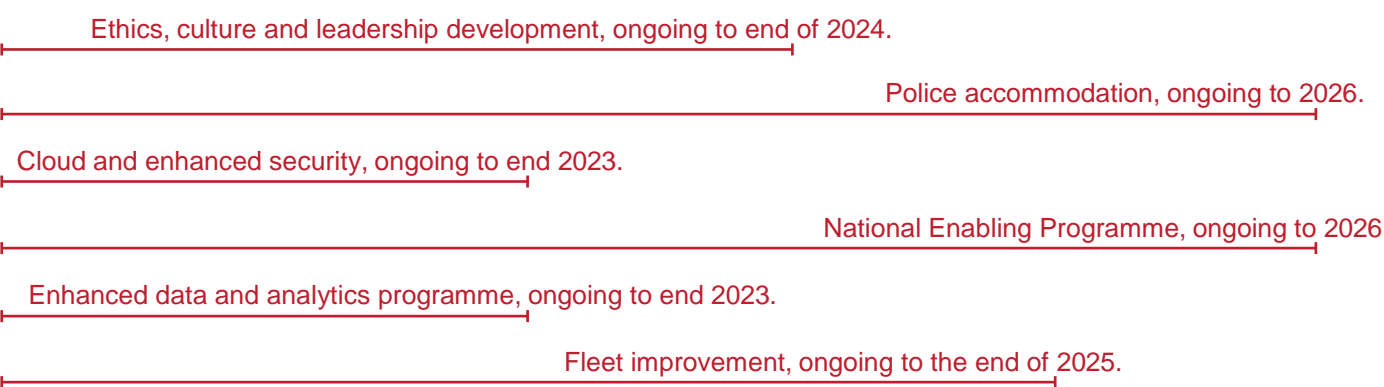 Ethics, culture and leadership development, ongoing to end of 2024.
Police accommodation, ongoing to 2026.
Cloud and enhanced security, ongoing to end 2023.
National Enabling Programme, ongoing to 2026
Enhanced data and analytics programme, ongoing to end 2023.
Fleet improvement, ongoing to the end of 2025.